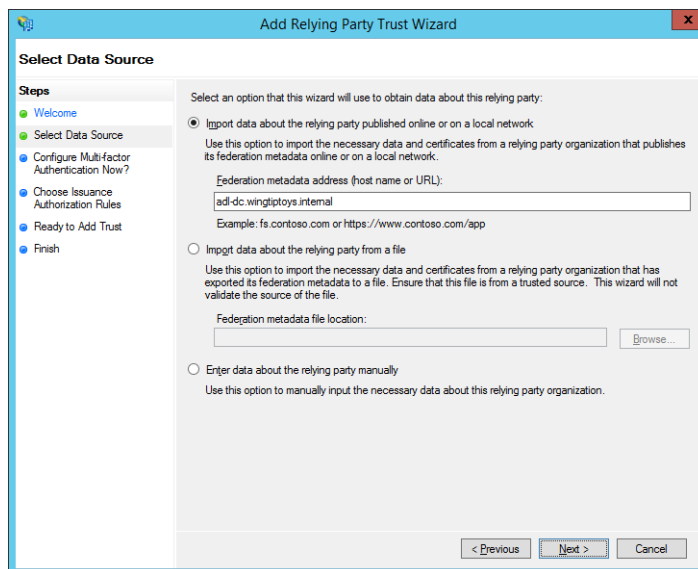 Add Relying Party Trust Wizard
x
Select Data Source
Steps
Welcome
Select Data Source
Configure Multi-factor
Authentication Now?
Choose Issuance
Authorization Rules
Ready to Add Trust
Finish
Select an option that this wizard will use to obtain data about this relying party:
Import data about the relying party published online or on a local network
Use this option to import the necessary data and certificates from a relying party organization that publishes
its federation metadata online or on a local network.
Federation metadata address (host name or URL):
adl-dc.wingtiptoys.internal
Example: fs.contoso.com or https://www.contoso.com/app
Import data about the relying party from a file
Use this option to import the necessary data and certificates from a relying party organization that has
exported its federation metadata to a file. Ensure that this file is from a trusted source. This wizard will not
validate the source of the file.
Federation metadata file location:
Browse...
Enter data about the relying party manually
Use this option to manually input the necessary data about this relying party organization.
< Previous
Next >
Cancel